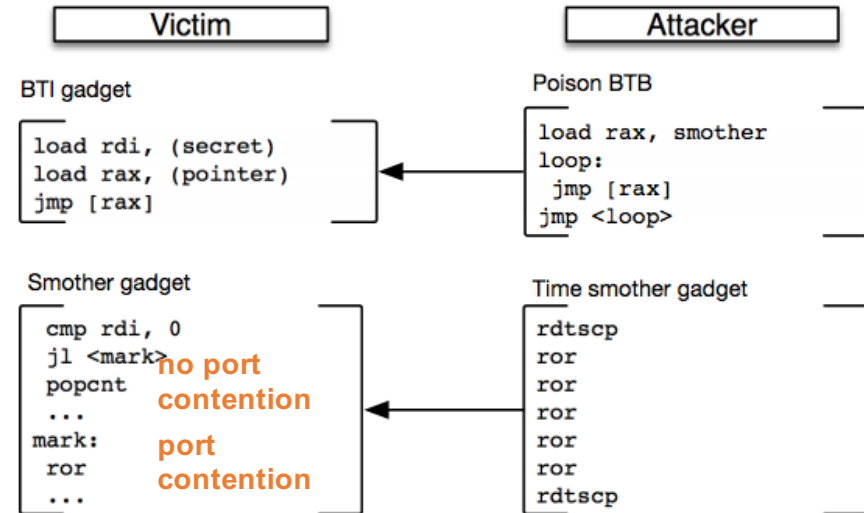 Victim
Attacker
BTI gadget
load rdi, (secret)
load rax, (pointer)
jmp [rax]
Poison BTB
load rax, smother
loop:
jmp [rax]
jmp <loop>
Smother gadget
cmp rdi, 0
jl <mark>
popcnt
...
mark:
ror
...
no port
contention
port
contention
Time smother gadget
rdtscp
ror
ror
ror
ror
ror
rdtscp